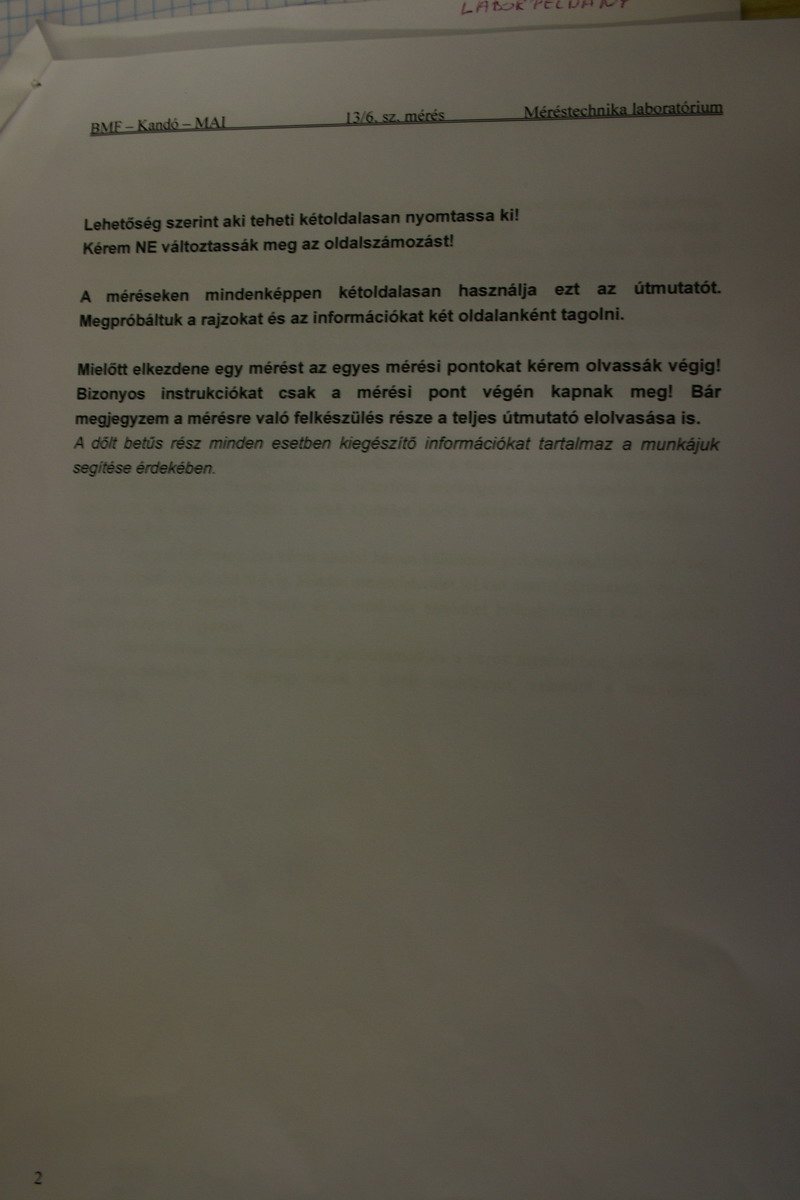 LABORPÉLDÁNY
BMF – Kandó – MAI 13/6. sz. mérés Méréstechnika laboratórium
Lehetőség szerint aki teheti kétoldalasan nyomtassa ki!
Kérem NE változtassák meg az oldalszámozást!
A méréseken mindenképpen kétoldalasan használja ezt az útmutatót.
Megpróbáltuk a rajzokat és az információkat két oldalanként tagolni.
Mielőtt elkezdene egy mérést az egyes mérési pontokat kérem olvassák végig!
Bizonyos instrukciókat csak a mérési pont végén kapnak meg! Bár
megjegyzem a mérésre való felkészülés része a teljes útmutató elolvasása is.
A dőlt betűs rész minden esetben kiegészítő információkat tartalmaz a munkájuk
segítése érdekében.
2